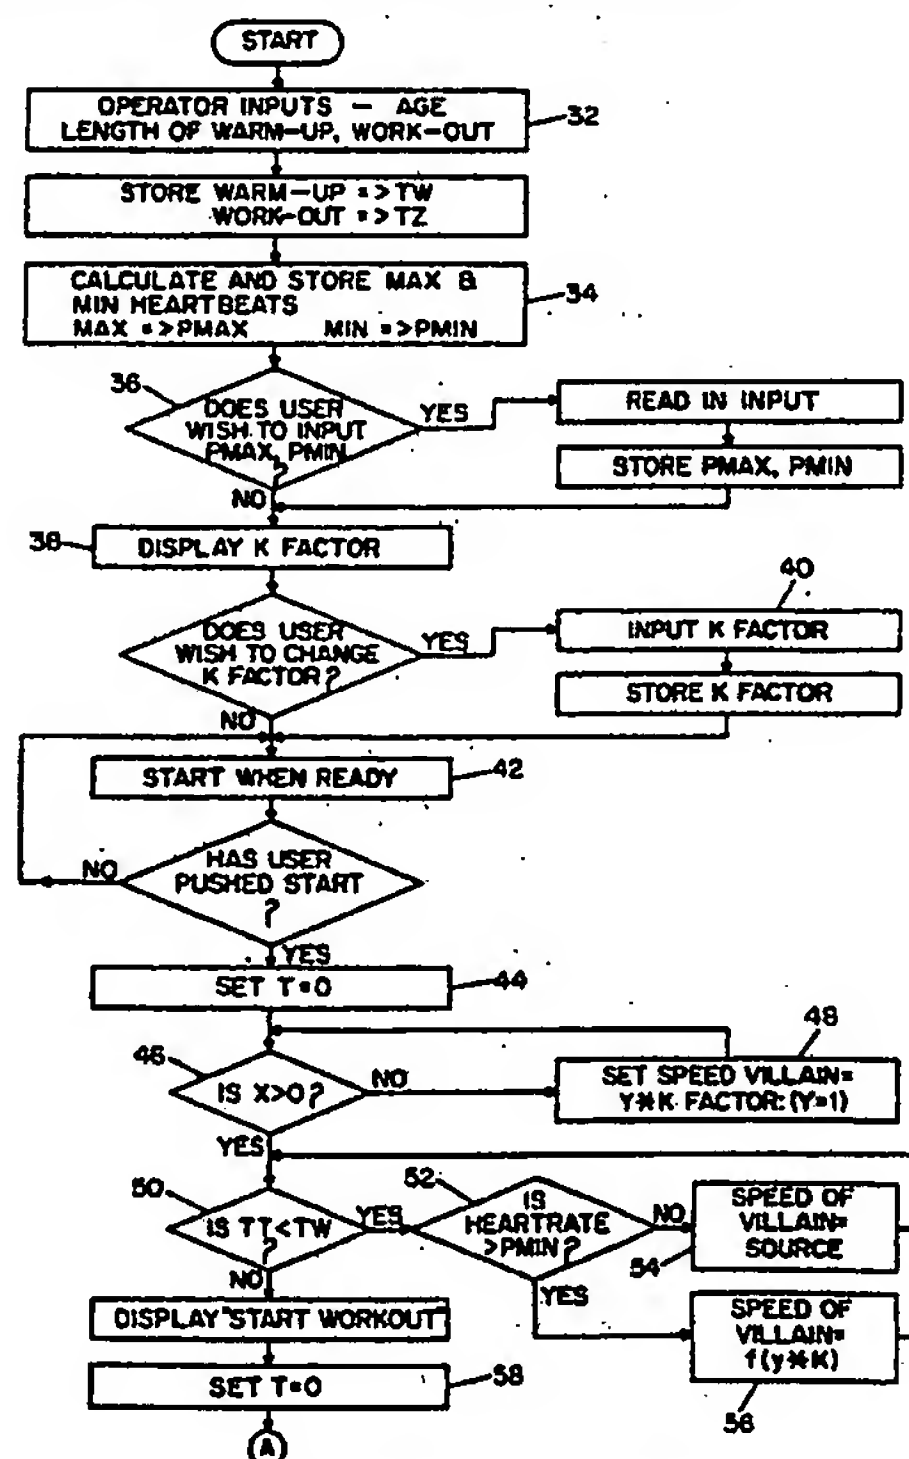 START
OPERATOR INPUTS — AGE
LENGTH OF WARM-UP, WORK-OUT
32
STORE WARM-UP =>TW
WORK-OUT =>TZ
CALCULATE AND STORE MAX &
MIN HEARTBEATS
MAX =>PMAX MIN =>PMIN
34
36
DOES USER
WISH TO INPUT
PMAX, PMIN
?
YES
READ IN INPUT
STORE PMAX, PMIN
NO
38
DISPLAY K FACTOR
40
DOES USER
WISH TO CHANGE
K FACTOR?
YES
INPUT K FACTOR
STORE K FACTOR
NO
START WHEN READY
42
HAS USER
PUSHED START
?
NO
YES
SET T=0
44
46
IS X>0?
NO
48
SET SPEED VILLAIN=
Y*K FACTOR:(Y=1)
YES
50
IS TT<TW
?
YES
52
IS
HEARTRATE
>PMIN?
NO
SPEED OF
VILLAIN=
SOURCE
54
NO
YES
DISPLAY"START WORKOUT"
SPEED OF
VILLAIN=
f(y*K)
56
SET T=0
58
A